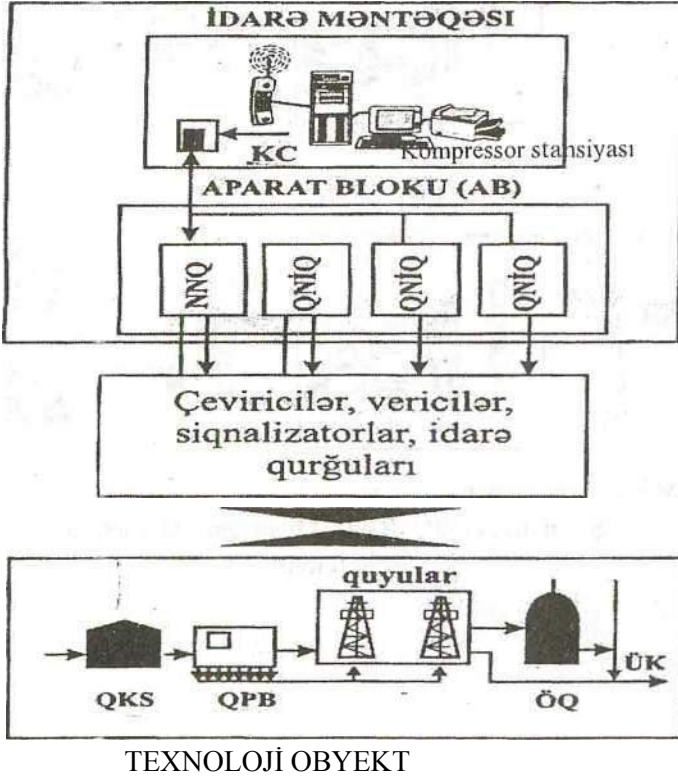 İDARƏ MƏNTƏQƏSI
KC
Kompressor stansiyası
APARAT BLOKU (AB)
NNQ
QNİQ
QNİQ
QNİQ
Çeviricilər, vericilər,
siqnalizatorlar, idarə
qurğuları
quyular
ÜK
QKS
QPB
ÖQ
TEXNOLOJİ OBYEKT